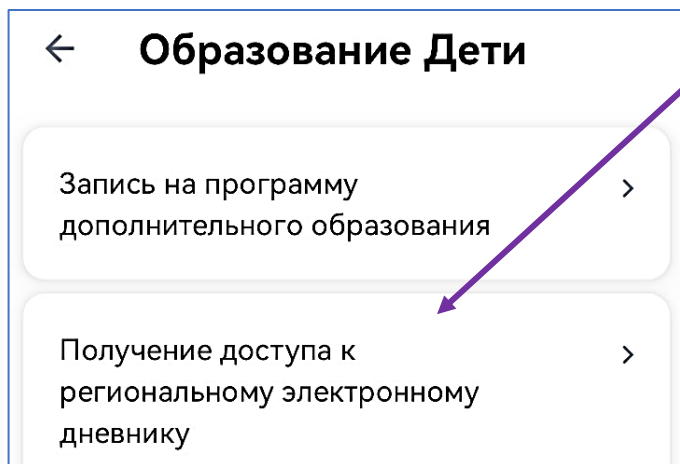 Образование Дети
Запись на программу
дополнительного образования
Получение доступа к
региональному электронному
дневнику